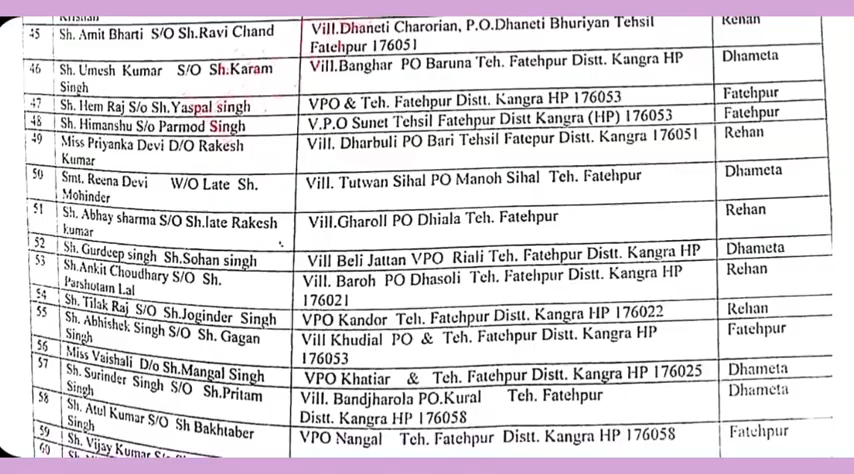 Krishan Rehan
45 Sh. Amit Bharti S/O Sh.Ravi Chand Vill.Dhaneti Charorian, P.O.Dhaneti Bhuriyan Tehsil
Fatehpur 176051
46 Sh. Umesh Kumar S/O Sh.Karam Vill.Banghar PO Baruna Teh. Fatehpur Distt. Kangra HP Dhameta
Singh
47 Sh. Hem Raj S/o Sh.Yaspal singh VPO & Teh. Fatehpur Distt. Kangra HP 176053 Fatehpur
48 Sh. Himanshu S/o Parmod Singh V.P.O Sunet Tehsil Fatehpur Distt Kangra (HP) 176053 Fatehpur
49 Miss Priyanka Devi D/O Rakesh Vill. Dharbuli PO Bari Tehsil Fatepur Distt. Kangra HP 176051 Rehan
Kumar
50 Smt. Reena Devi W/O Late Sh. Vill. Tutwan Sihal PO Manoh Sihal Teh. Fatehpur Dhameta
Mohinder
51 Sh. Abhay sharma S/O Sh.late Rakesh Vill.Gharoll PO Dhiala Teh. Fatehpur Rehan
kumar
52 Sh. Gurdeep singh Sh.Sohan singh Vill Beli Jattan VPO Riali Teh. Fatehpur Distt. Kangra HP Dhameta
53 Sh.Ankit Choudhary S/O Sh. Vill. Baroh PO Dhasoli Teh. Fatehpur Distt. Kangra HP Rehan
Parshotam Lal 176021
54 Sh. Tilak Raj S/O Sh.Joginder Singh VPO Kandor Teh. Fatehpur Distt. Kangra HP 176022 Rehan
55 Sh. Abhishek Singh S/O Sh. Gagan Vill Khudial PO & Teh. Fatehpur Distt. Kangra HP Fatehpur
Singh 176053
56 Miss Vaishali D/o Sh.Mangal Singh VPO Khatiar & Teh. Fatehpur Distt. Kangra HP 176025 Dhameta
57 Sh. Surinder Singh S/O Sh.Pritam Vill. Bandjharola PO.Kural Teh. Fatehpur Dhameta
Singh Distt. Kangra HP 176058
58 Sh. Atul Kumar S/O Sh Bakhtaber VPO Nangal Teh. Fatehpur Distt. Kangra HP 176058 Fatehpur
Singh
59 Sh. Vijay Kumar
60